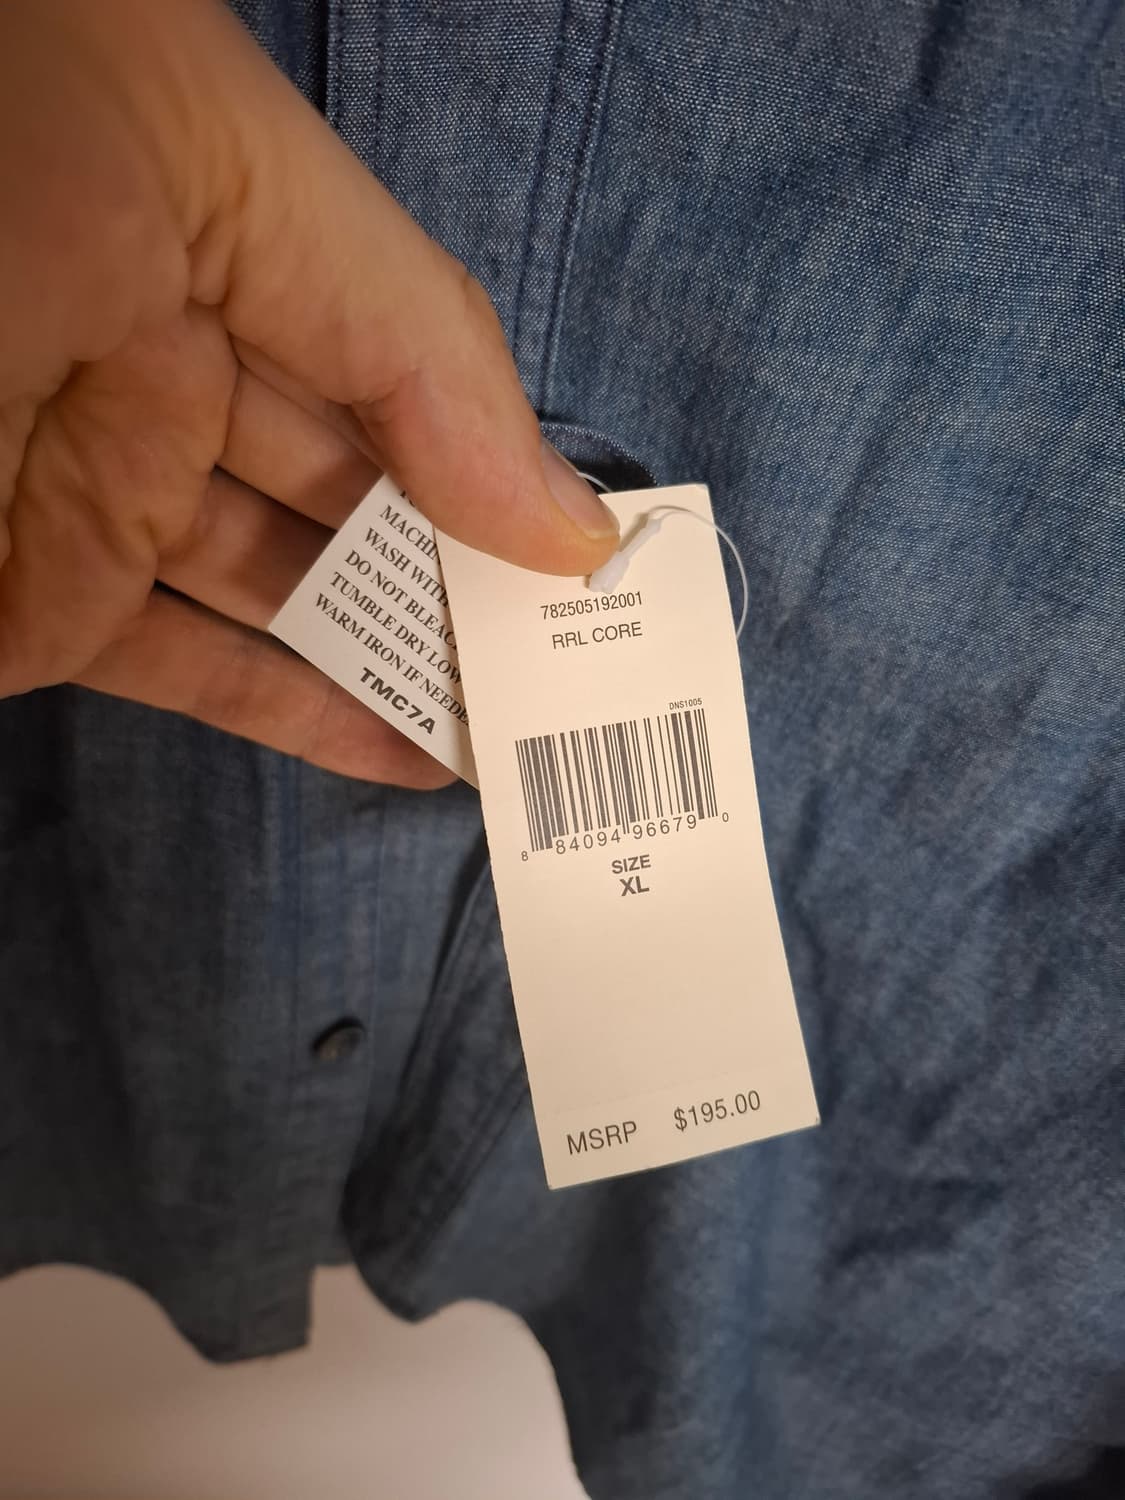 MACHI
WASH WITH
DO NOT BLEAC
TUMBLE DRY LOW
WARM IRON IF NEEDE
TMC7A
782505192001
RRL CORE
DNS1005
8 84094 96679 0
SIZE
XL
MSRP $195.00